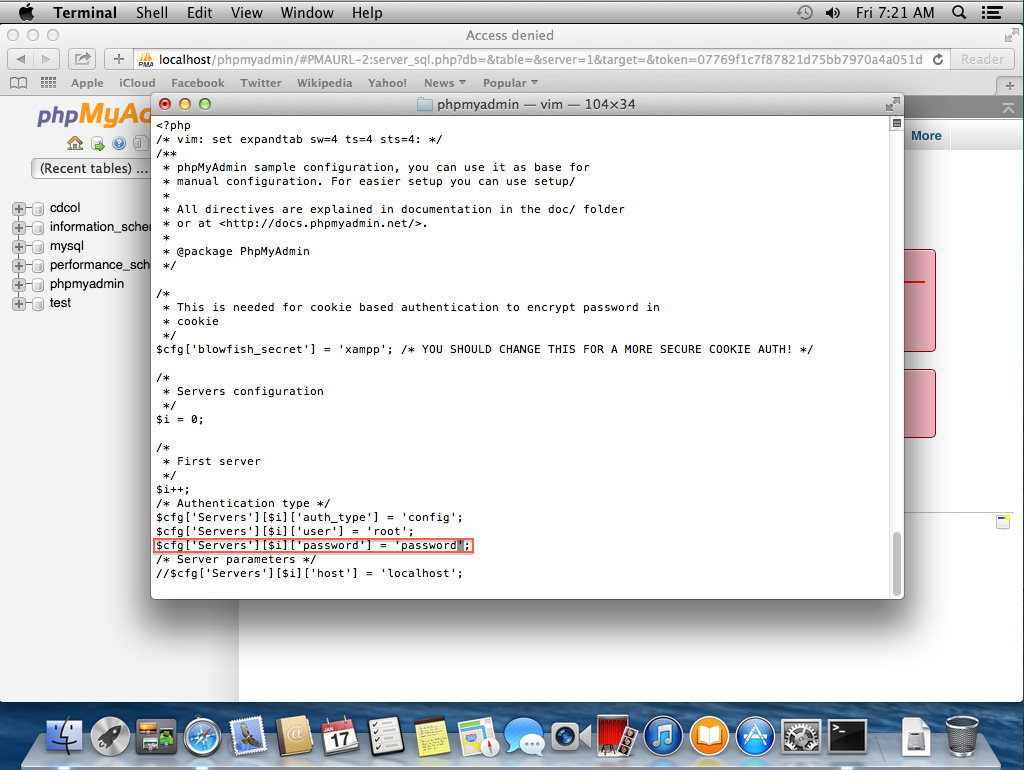 Terminal Shell Edit View Window Help Fri 7:21 AM
Access denied
localhost/phpmyadmin/#PMAURL-2:server_sql.php?db=&table=&server=1&target=&token=07769f1c7f87821d75bb7970a4a051d Reader
Apple iCloud Facebook Twitter Wikipedia Yahoo! News Popular
phpmyadmin — vim — 104×34
phpMyAd
More
(Recent tables) ...
cdcol
information_sche
mysql
performance_sch
phpmyadmin
test
<?php
/* vim: set expandtab sw=4 ts=4 sts=4: */
/**
* phpMyAdmin sample configuration, you can use it as base for
* manual configuration. For easier setup you can use setup/
*
* All directives are explained in documentation in the doc/ folder
* or at <http://docs.phpmyadmin.net/>.
*
* @package PhpMyAdmin
*/
/*
* This is needed for cookie based authentication to encrypt password in
* cookie
*/
$cfg['blowfish_secret'] = 'xampp'; /* YOU SHOULD CHANGE THIS FOR A MORE SECURE COOKIE AUTH! */
/*
* Servers configuration
*/
$i = 0;
/*
* First server
*/
$i++;
/* Authentication type */
$cfg['Servers'][$i]['auth_type'] = 'config';
$cfg['Servers'][$i]['user'] = 'root';
$cfg['Servers'][$i]['password'] = 'password';
/* Server parameters */
//$cfg['Servers'][$i]['host'] = 'localhost';
JAN
17